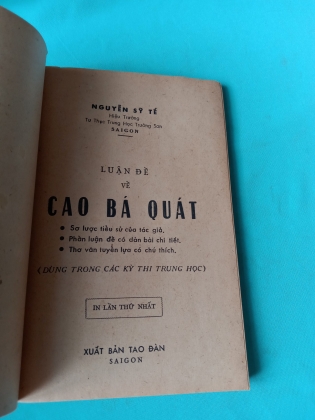 NGUYỄN SỸ TẾ
Hiệu Trưởng
Tư Thục Trung Học Trường Sơn
SAIGON
LUẬN ĐỀ
VỀ
CAO BÁ QUÁT
• Sơ lược tiểu sử của tác giả.
• Phần luận đề có dàn bài chi tiết.
• Thơ văn tuyển lựa có chú thích.
(DÙNG TRONG CÁC KỲ THI TRUNG HỌC)
IN LẦN THỨ NHẤT
XUẤT BẢN TAO ĐÀN
SAIGON